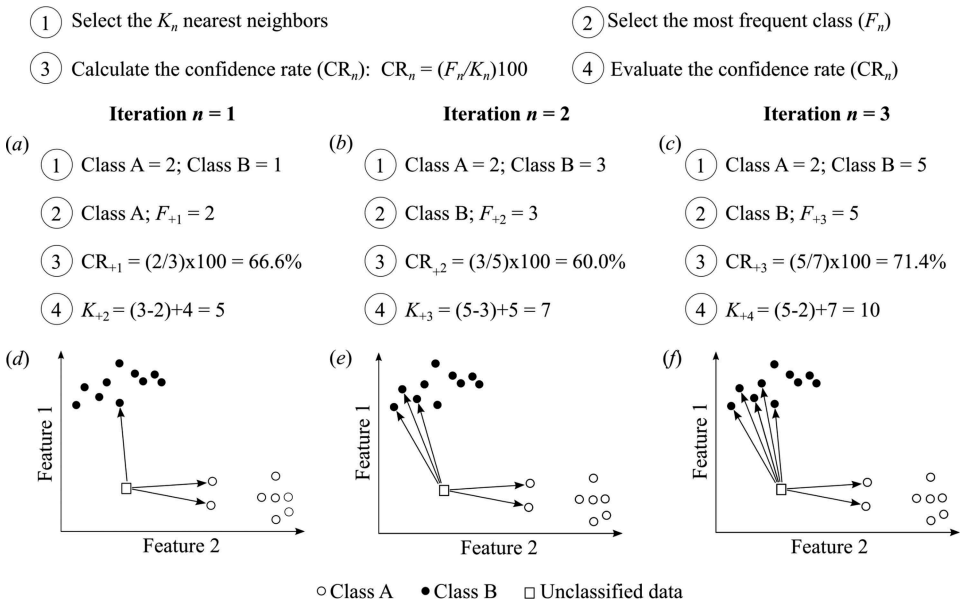 ① Select the Kₙ nearest neighbors
② Select the most frequent class (Fₙ)
③ Calculate the confidence rate (CRₙ): CRₙ = (Fₙ/Kₙ)100
④ Evaluate the confidence rate (CRₙ)
Iteration n = 1
Iteration n = 2
Iteration n = 3
(a)
① Class A = 2; Class B = 1
② Class A; F₊₁ = 2
③ CR₊₁ = (2/3)x100 = 66.6%
④ K₊₂ = (3-2)+4 = 5
(b)
① Class A = 2; Class B = 3
② Class B; F₊₂ = 3
③ CR₊₂ = (3/5)x100 = 60.0%
④ K₊₃ = (5-3)+5 = 7
(c)
① Class A = 2; Class B = 5
② Class B; F₊₃ = 5
③ CR₊₃ = (5/7)x100 = 71.4%
④ K₊₄ = (5-2)+7 = 10
(d)
Feature 1
Feature 2
(e)
Feature 1
Feature 2
(f)
Feature 1
Feature 2
○ Class A ● Class B □ Unclassified data